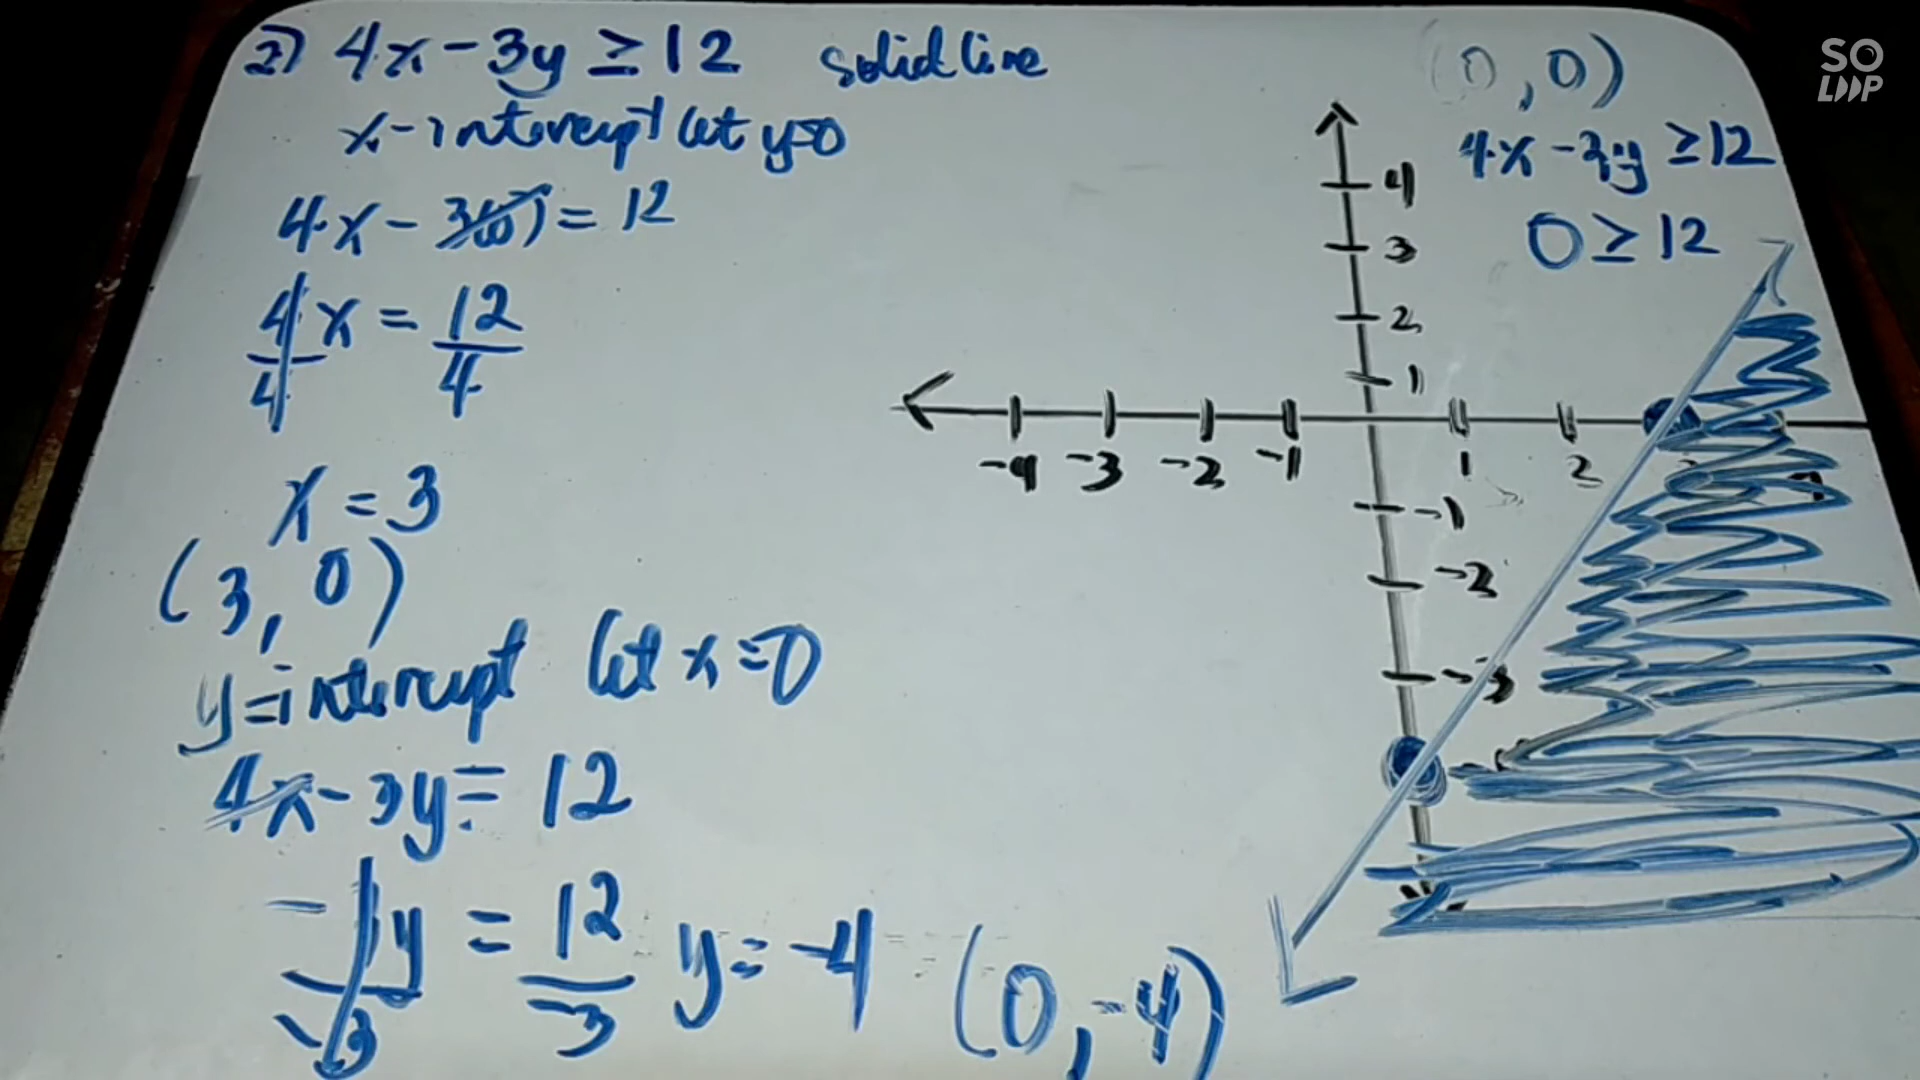 2) 4x - 3y ≥ 12 solid line
x-intercept let y=0
4x - 3(0) = 12
4x = 12
4 4
x = 3
(3, 0)
y=intercept let x=0
4x - 3y = 12
-3y = 12 y = -4 (0, -4)
-3 -3
(0, 0)
4x - 3y ≥ 12
0 ≥ 12
4
3
2
1
-4 -3 -2 -1 1 2
-1
-2
-3
SO
LOOP